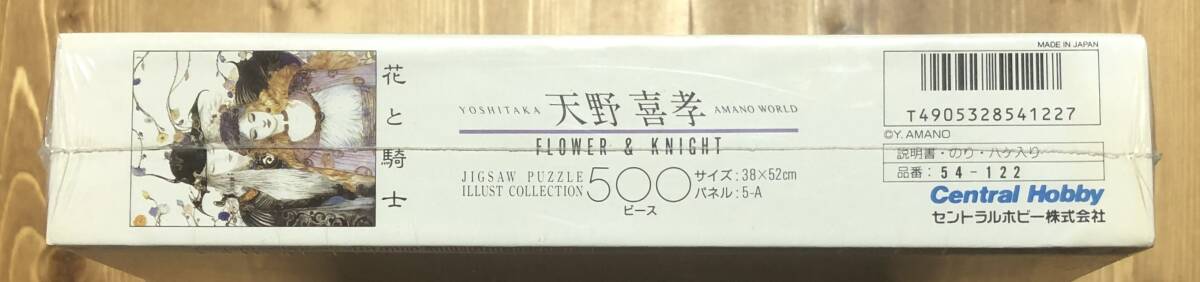 花と騎士
YOSHITAKA 天野喜孝 AMANO WORLD
FLOWER & KNIGHT
JIGSAW PUZZLE
ILLUST COLLECTION
500
ピース
サイズ:38×52cm
パネル:5-A
MADE IN JAPAN
T4905328541227
©Y. AMANO
説明書・のり・ハケ入り
品番:54-122
Central Hobby
セントラルホビー株式会社